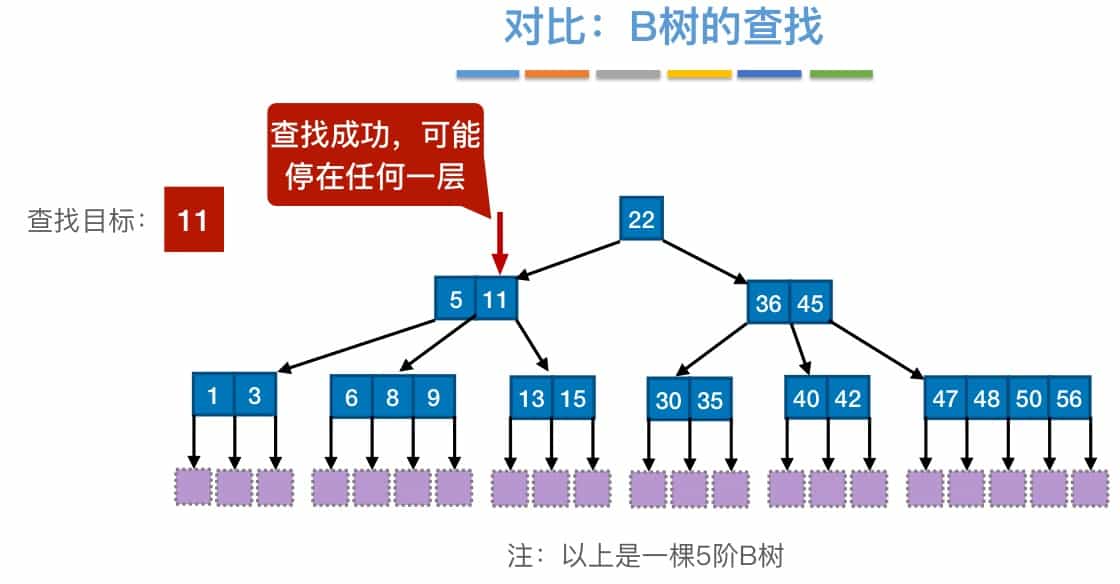 对比：B树的查找
查找成功，可能
停在任何一层
查找目标：
11
22
5 11
36 45
1 3
6 8 9
13 15
30 35
40 42
47 48 50 56
注：以上是一棵5阶B树